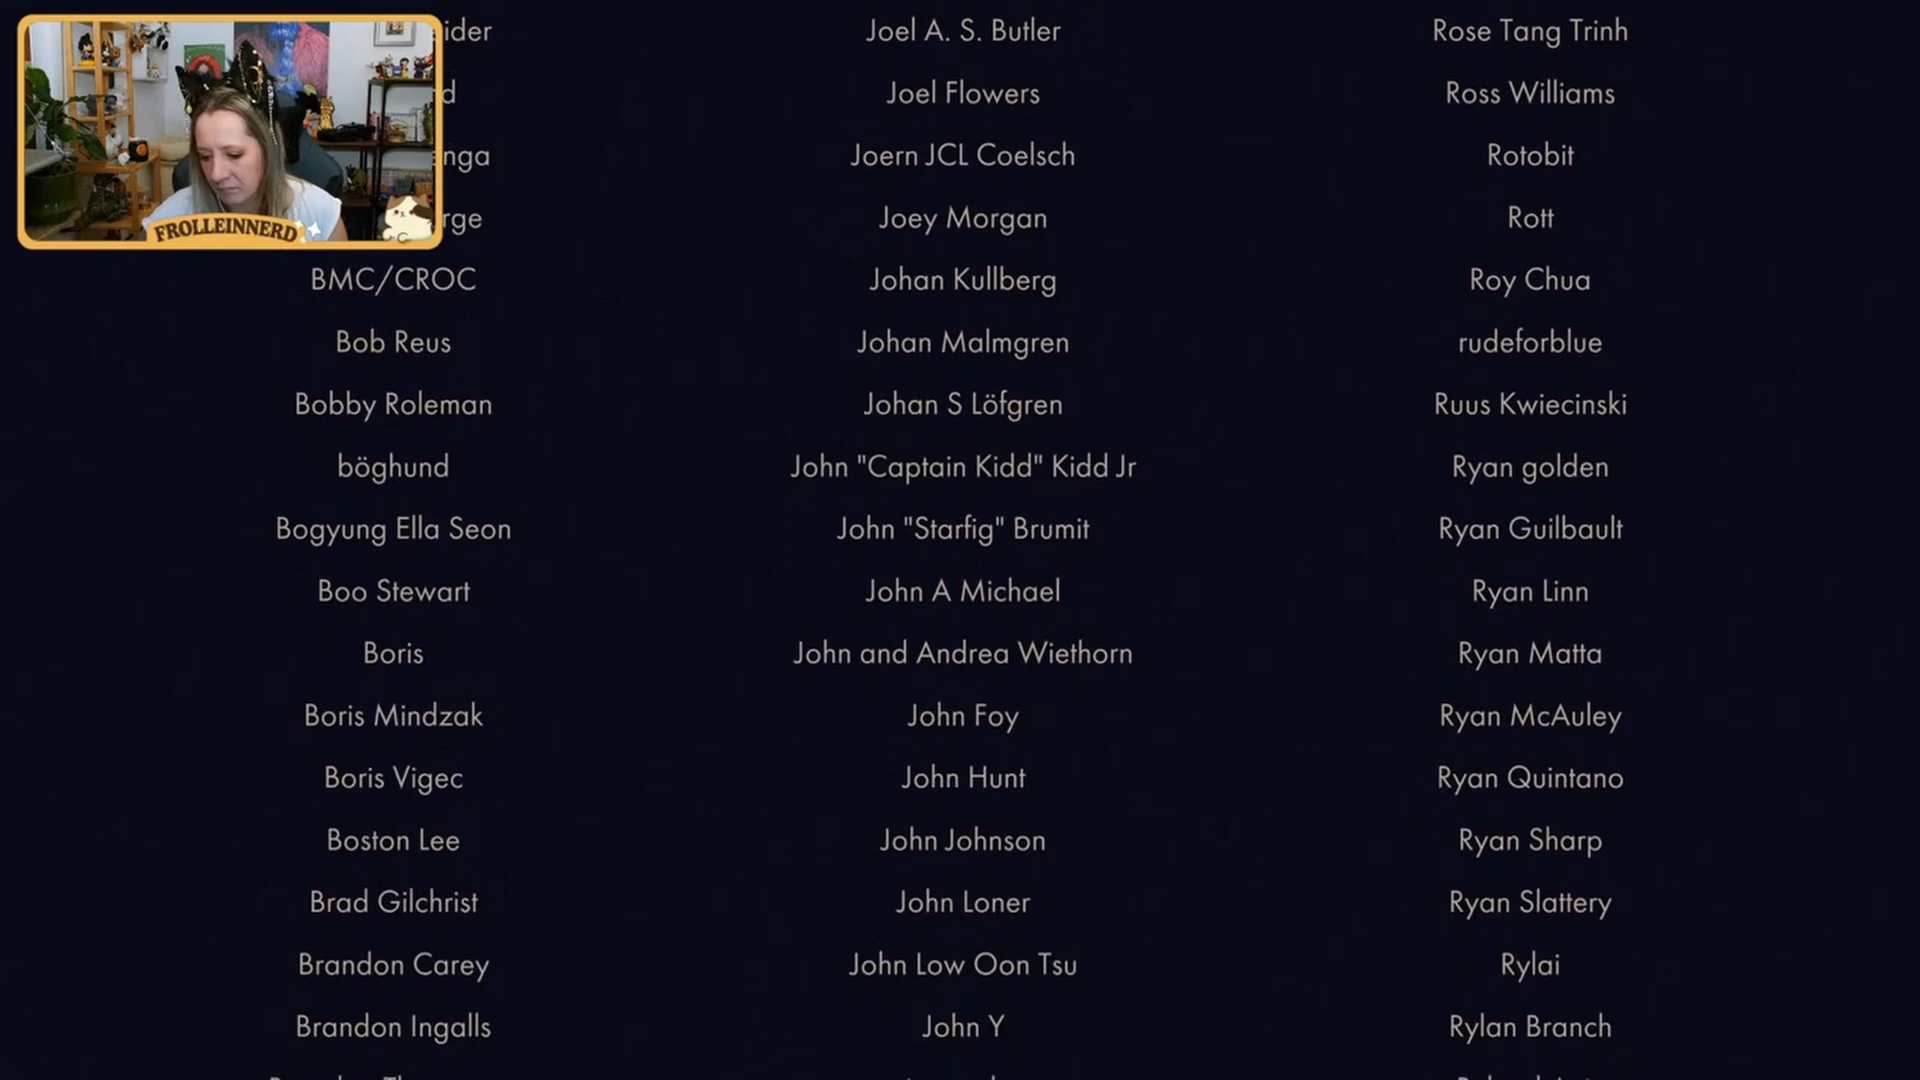 FROLLEINNERD
BMC/CROC
Bob Reus
Bobby Roleman
böghund
Bogyung Ella Seon
Boo Stewart
Boris
Boris Mindzak
Boris Vigec
Boston Lee
Brad Gilchrist
Brandon Carey
Brandon Ingalls
Joel A. S. Butler
Joel Flowers
Joern JCL Coelsch
Joey Morgan
Johan Kullberg
Johan Malmgren
Johan S Löfgren
John "Captain Kidd" Kidd Jr
John "Starfig" Brumit
John A Michael
John and Andrea Wiethorn
John Foy
John Hunt
John Johnson
John Loner
John Low Oon Tsu
John Y
Rose Tang Trinh
Ross Williams
Rotobit
Rott
Roy Chua
rudeforblue
Ruus Kwiecinski
Ryan golden
Ryan Guilbault
Ryan Linn
Ryan Matta
Ryan McAuley
Ryan Quintano
Ryan Sharp
Ryan Slattery
Rylai
Rylan Branch